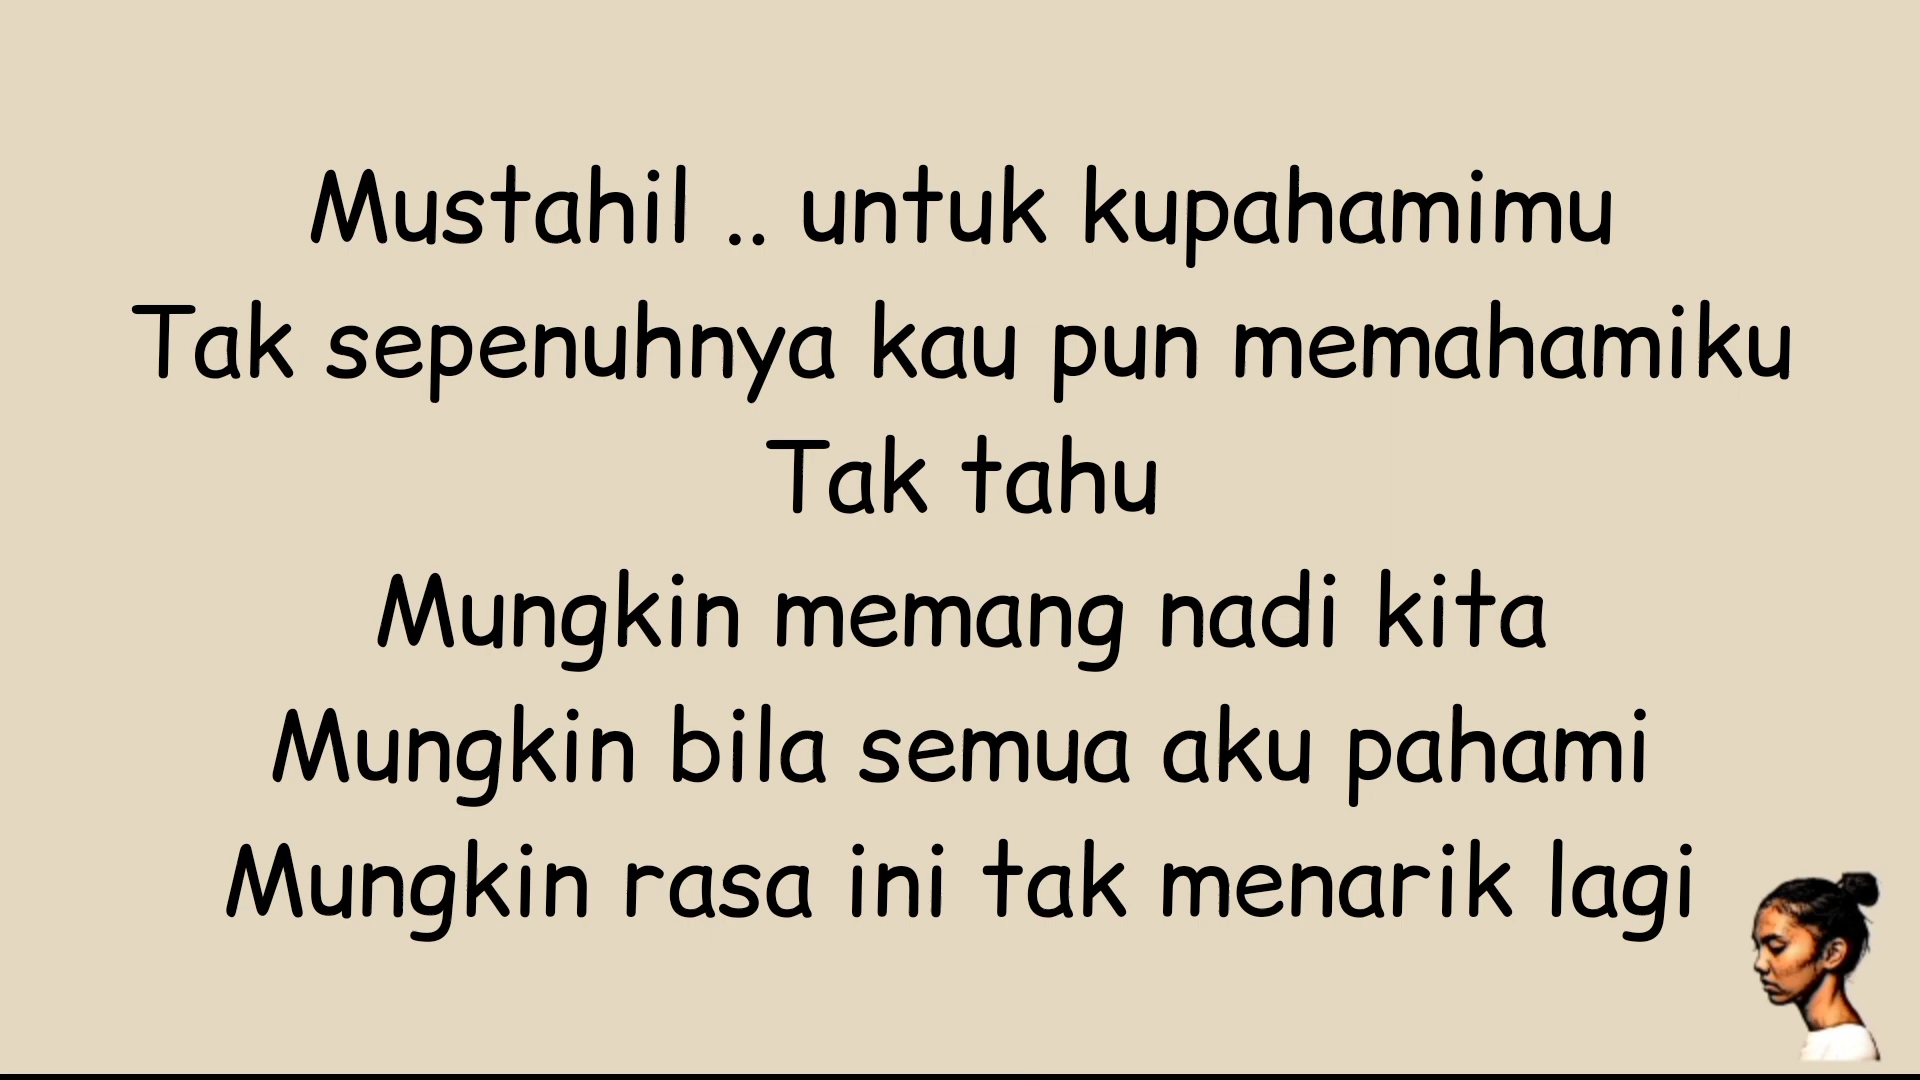 Mustahil .. untuk kupahamimu
Tak sepenuhnya kau pun memahamiku
Tak tahu
Mungkin memang nadi kita
Mungkin bila semua aku pahami
Mungkin rasa ini tak menarik lagi